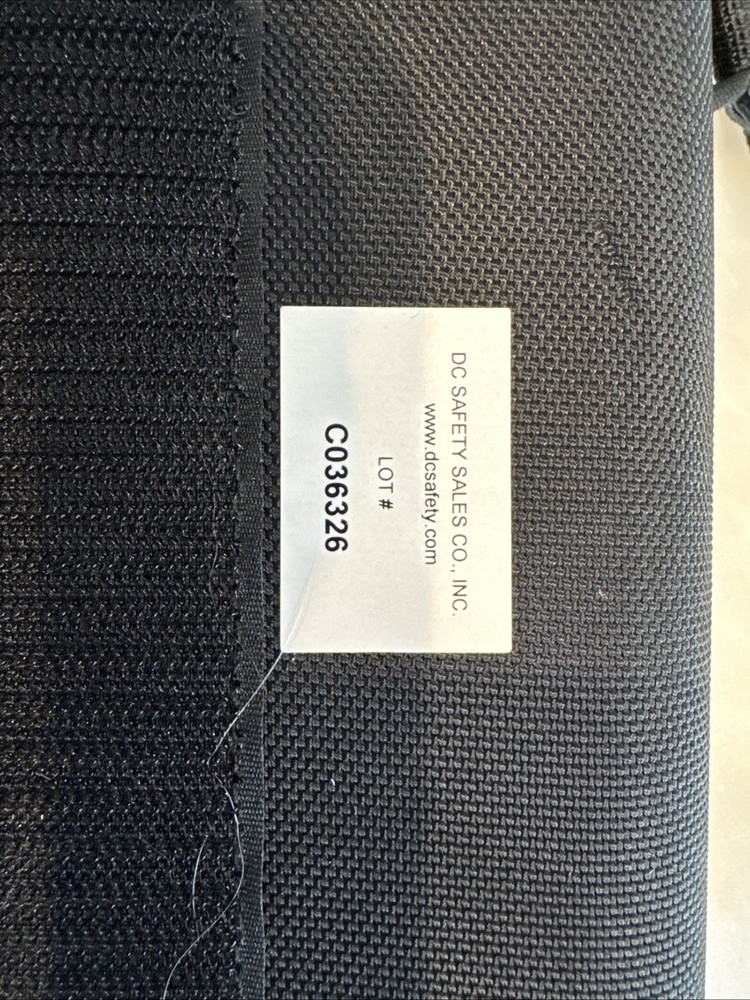 DC SAFETY SALES CO., INC.
www.dcsafety.com
LOT #
C036326